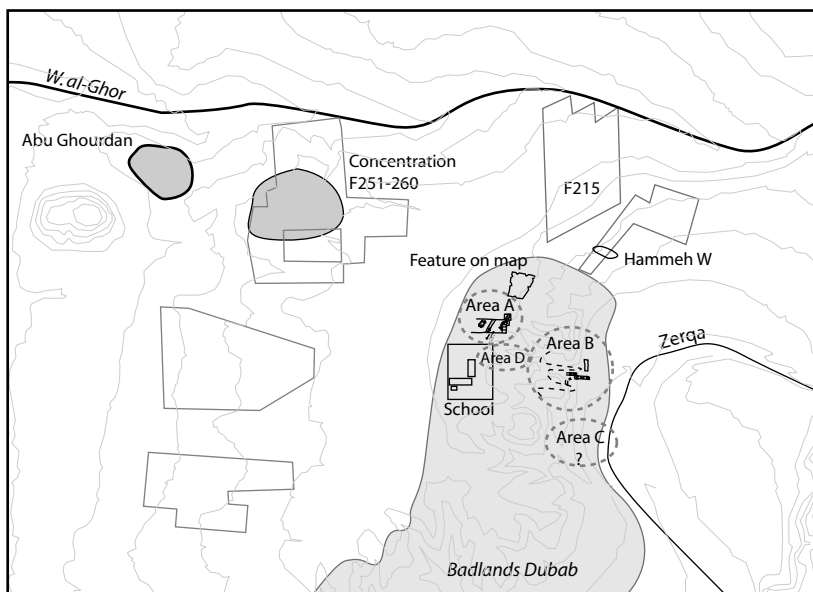 W. al-Ghor
Abu Ghourdan
Concentration
F251-260
F215
Feature on map
Hammeh W
Area A
Area B
Zerqa
Area D
School
Area C
?
Badlands Dubab